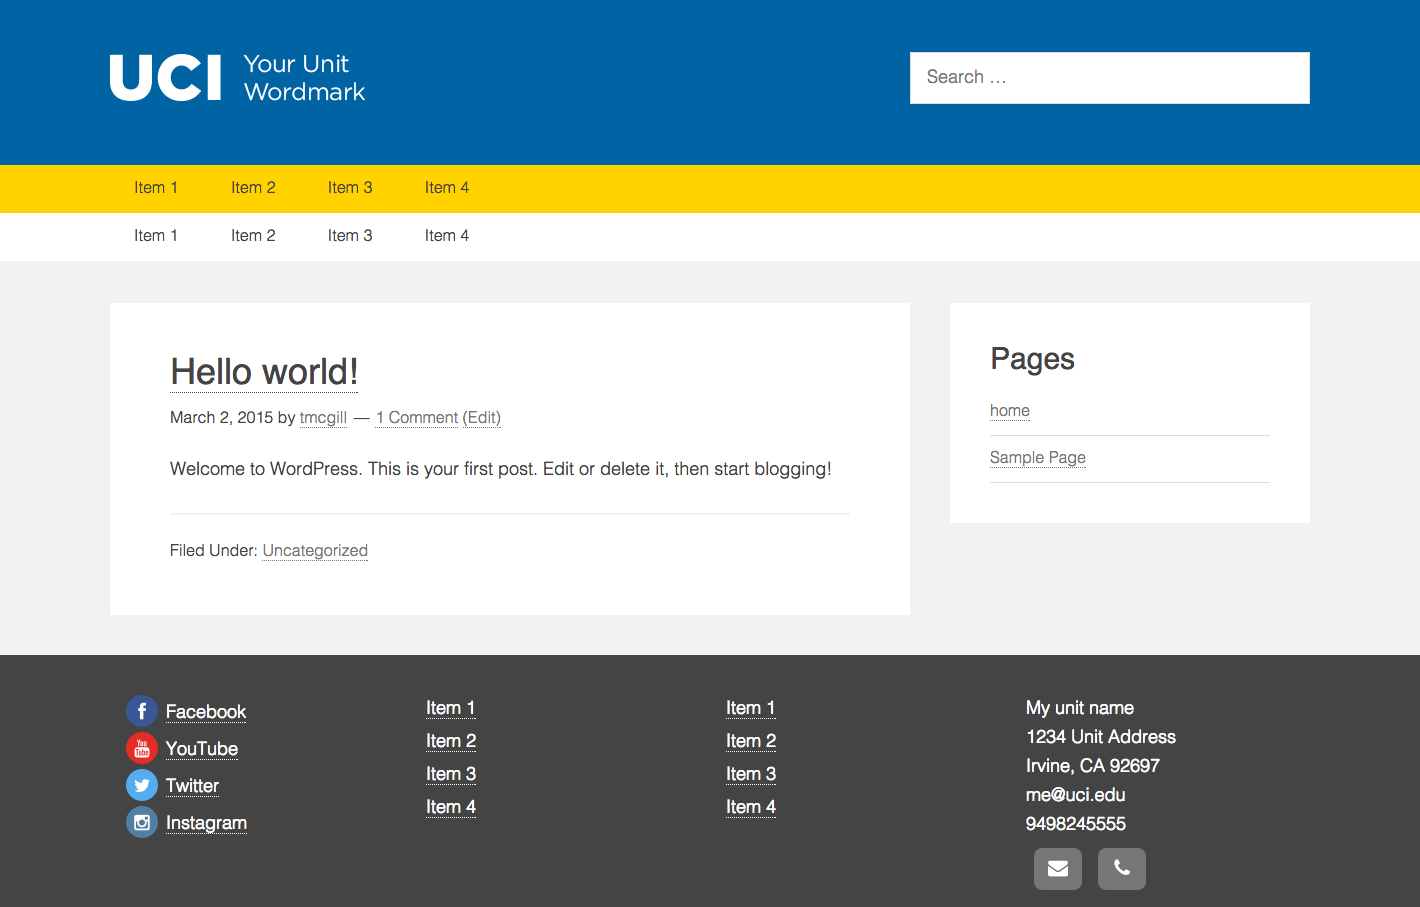 UCI Your Unit
Wordmark
Search …
Item 1 Item 2 Item 3 Item 4
Item 1 Item 2 Item 3 Item 4
Hello world!
March 2, 2015 by tmcgill — 1 Comment (Edit)
Welcome to WordPress. This is your first post. Edit or delete it, then start blogging!
Filed Under: Uncategorized
Pages
home
Sample Page
Facebook
You
Tube
YouTube
Twitter
Instagram
Item 1
Item 2
Item 3
Item 4
Item 1
Item 2
Item 3
Item 4
My unit name
1234 Unit Address
Irvine, CA 92697
me@uci.edu
9498245555